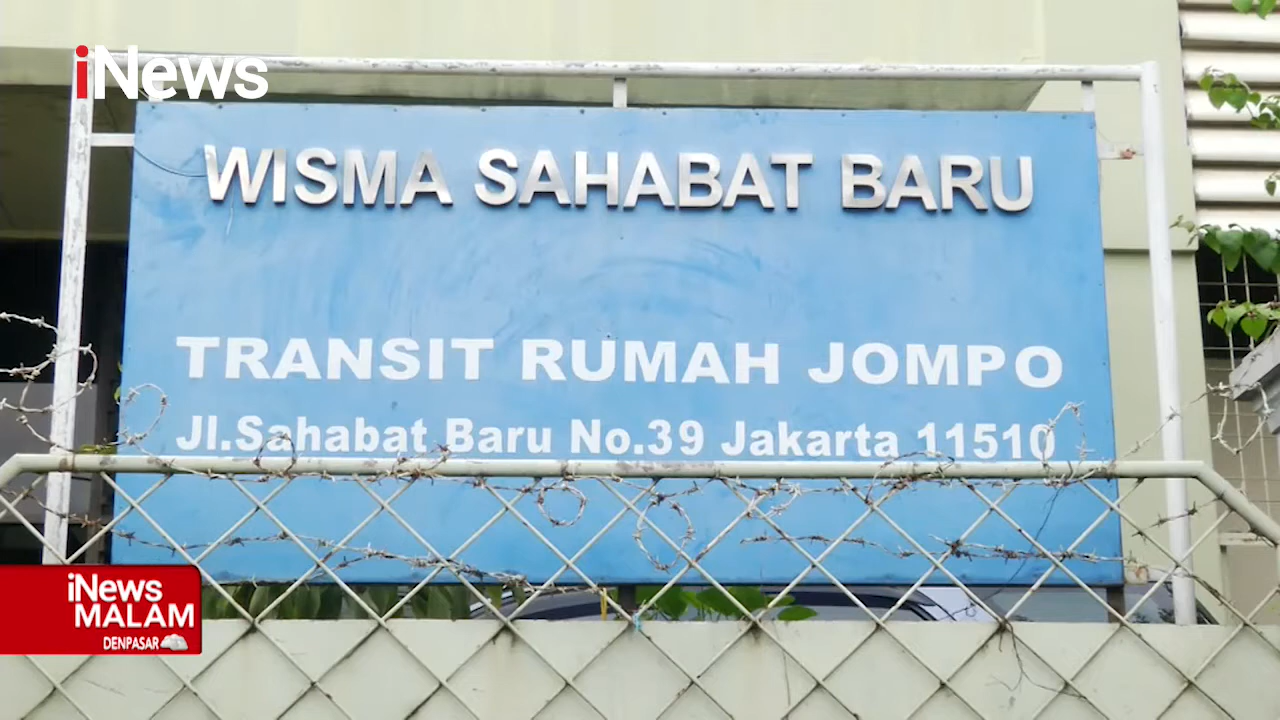 iNews
WISMA SAHABAT BARU
TRANSIT RUMAH JOMPO
Jl.Sahabat Baru No.39 Jakarta 11510
iNews
MALAM
DENPASAR